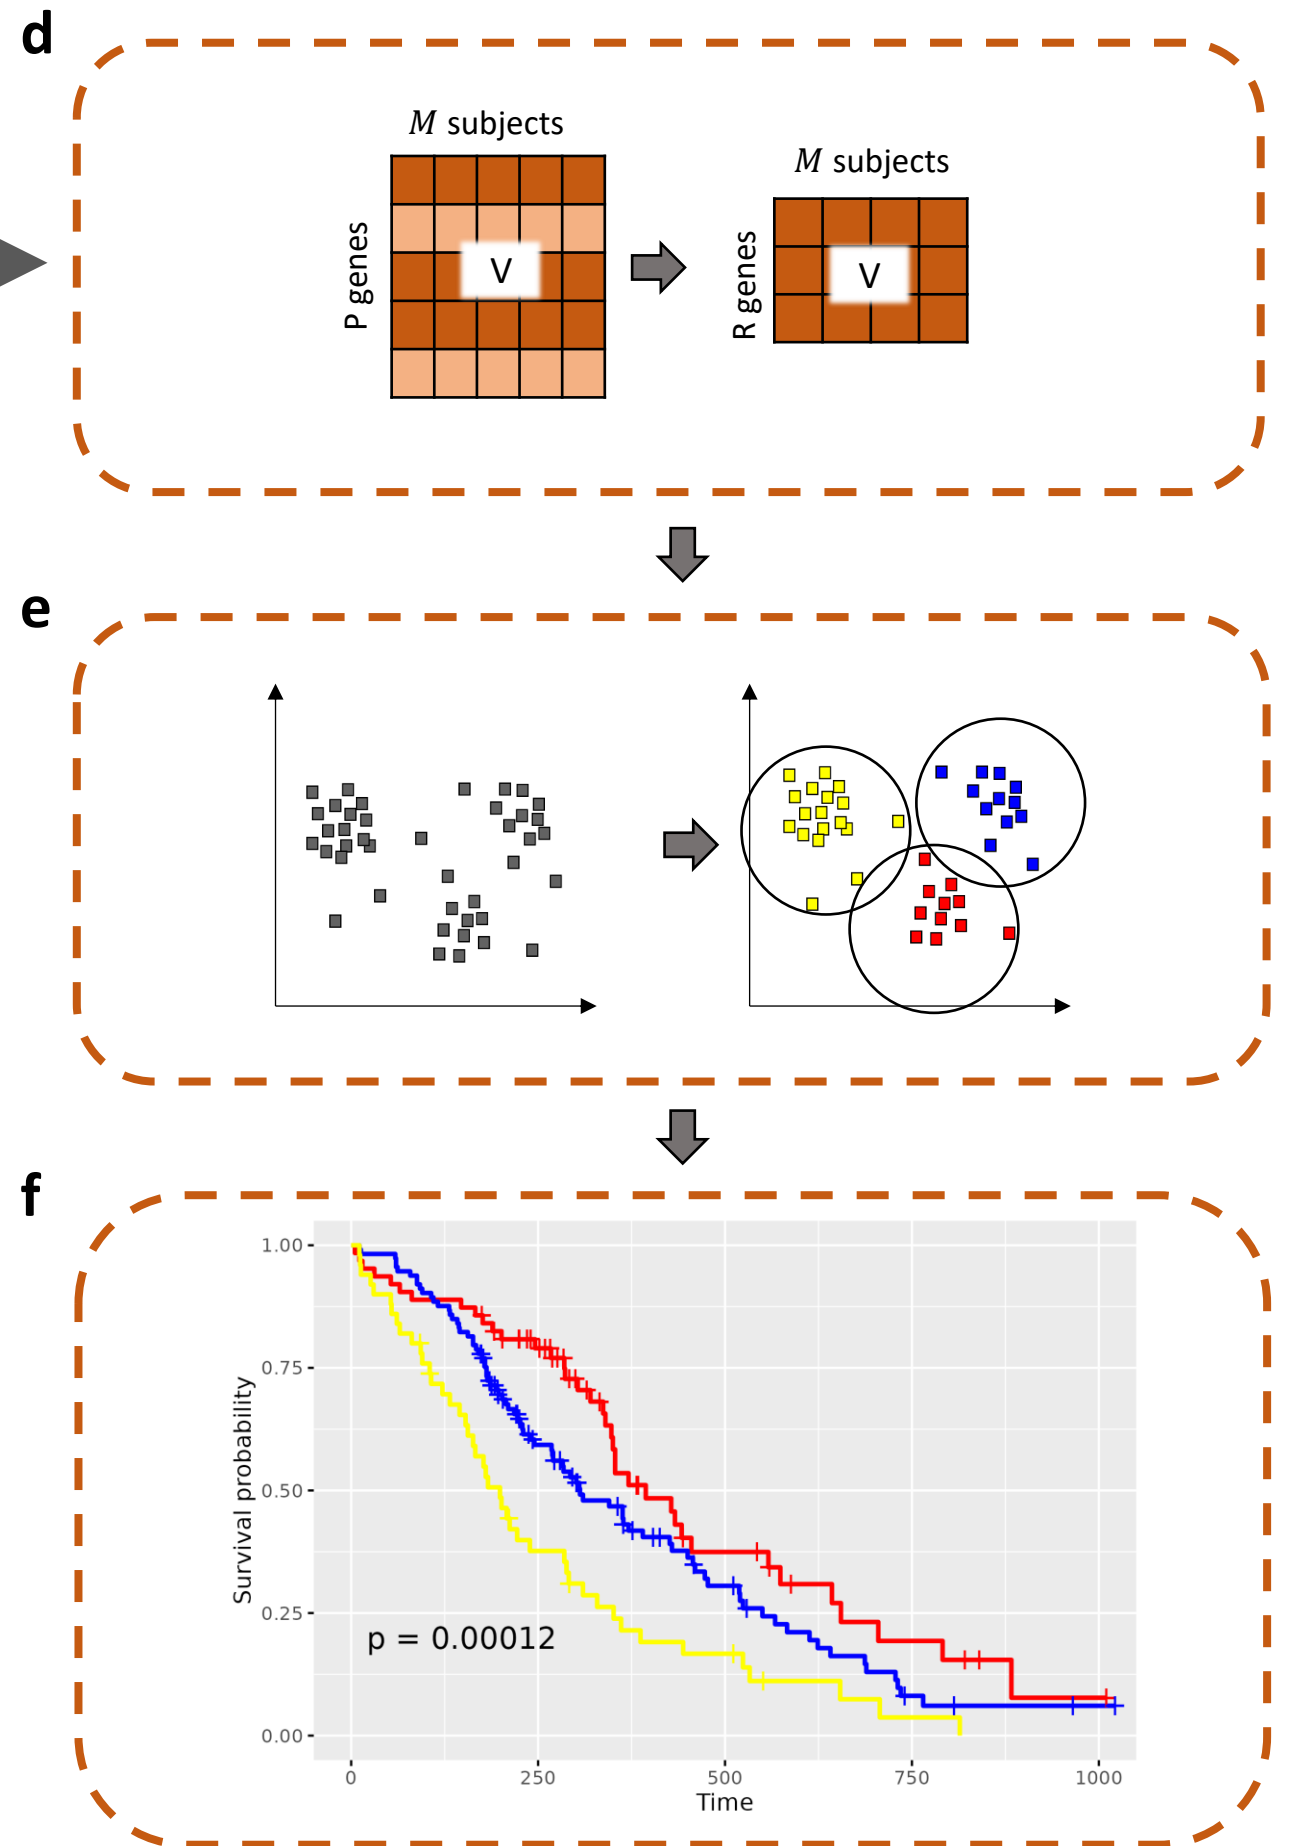 d
M subjects
M subjects
P genes
V
R genes
V
e
f
1.00
0.75
0.50
0.25
0.00
Survival probability
p = 0.00012
0 250 500 750 1000
Time